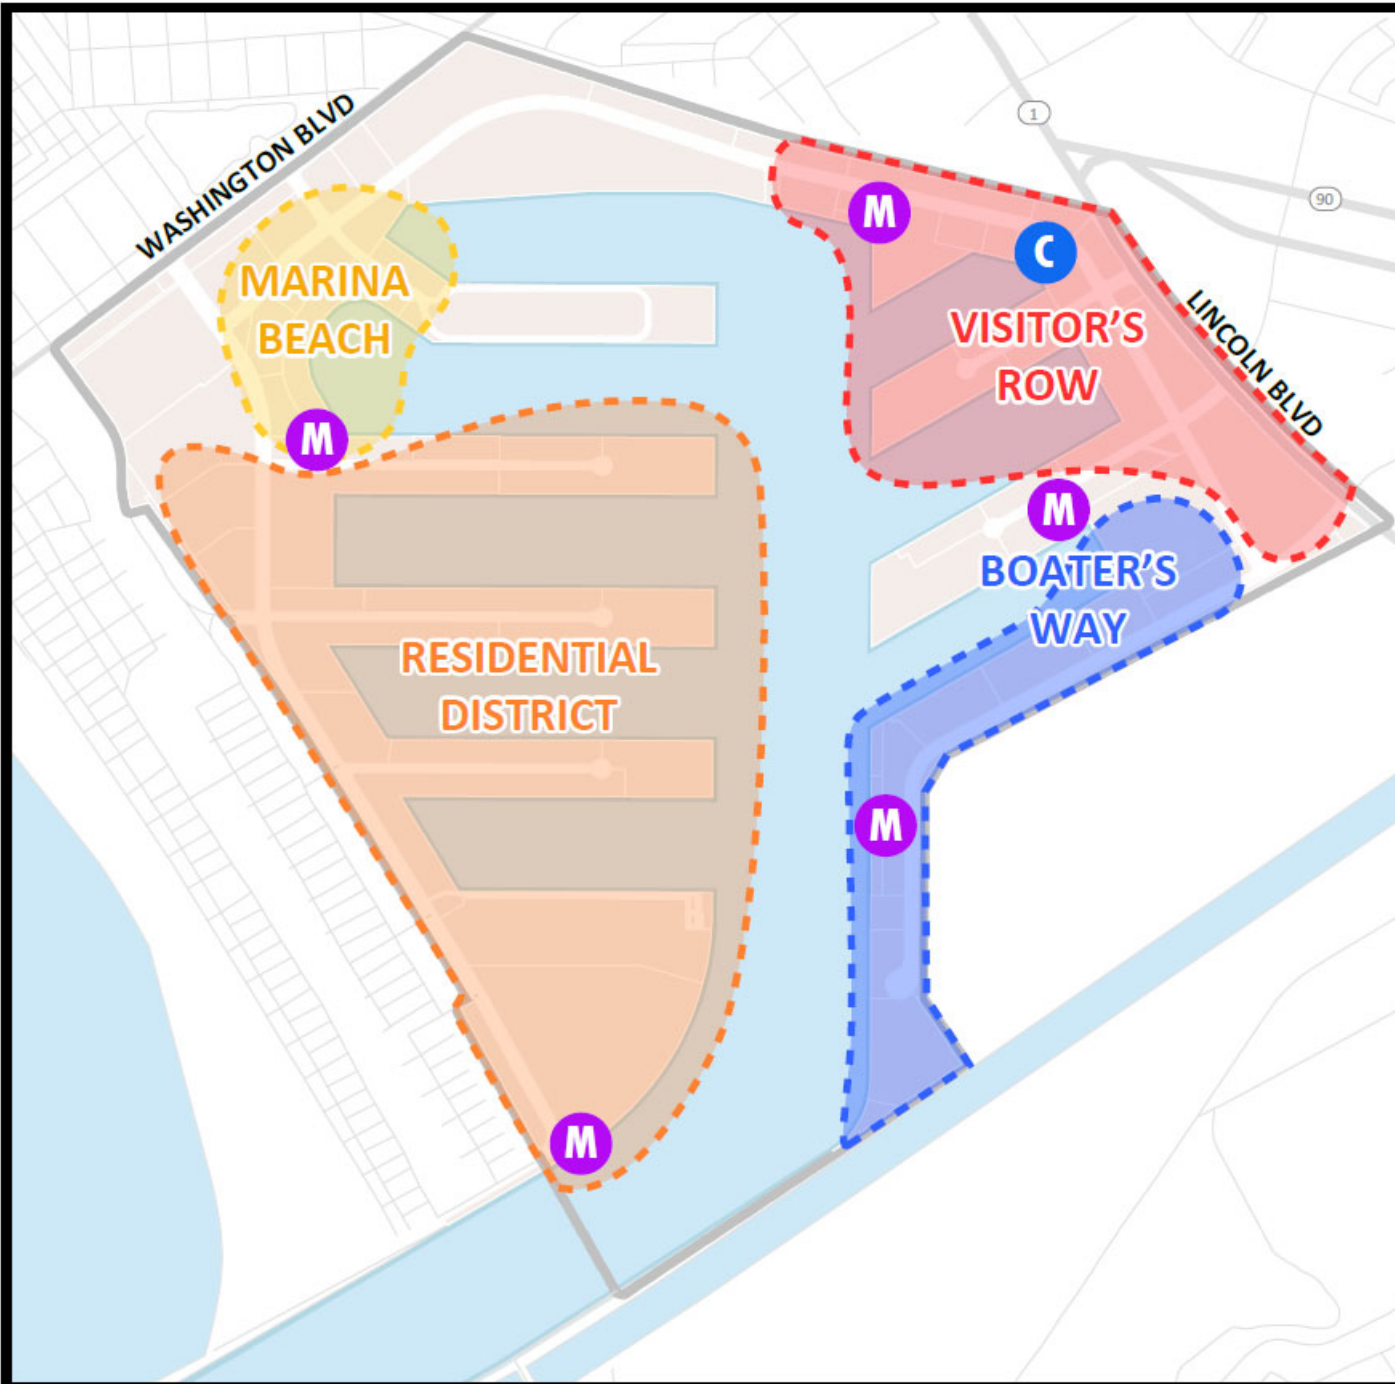 WASHINGTON BLVD
1
90
M
C
MARINA
BEACH
VISITOR'S
ROW
LINCOLN BLVD
M
M
BOATER'S
WAY
RESIDENTIAL
DISTRICT
M
M